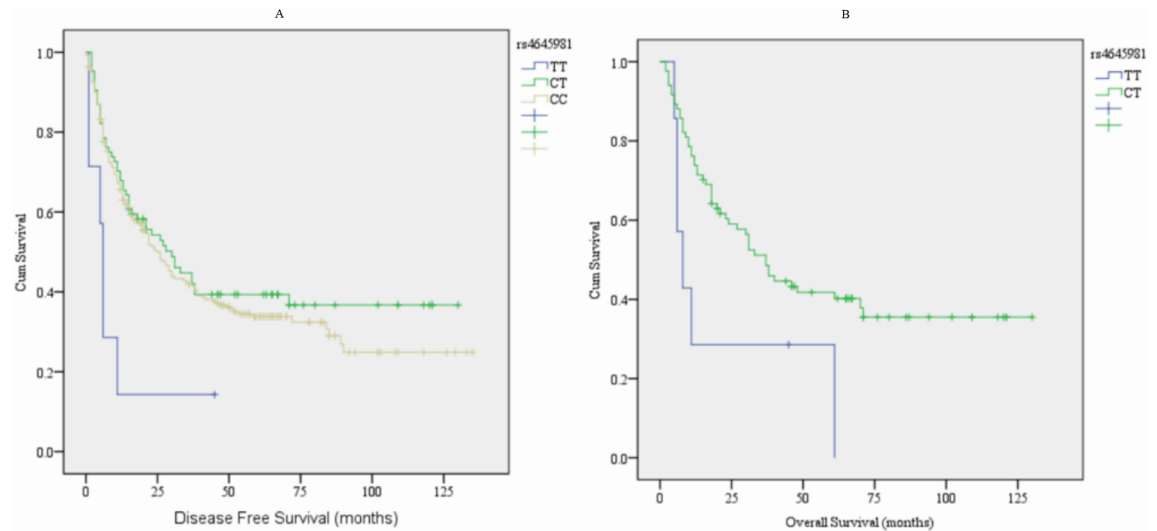 A
rs4645981
TT
CT
CC
Cum Survival
1.0
0.8
0.6
0.4
0.2
0.0
0 25 50 75 100 125
Disease Free Survival (months)
B
rs4645981
TT
CT
Cum Survival
1.0
0.8
0.6
0.4
0.2
0.0
0 25 50 75 100 125
Overall Survival (months)